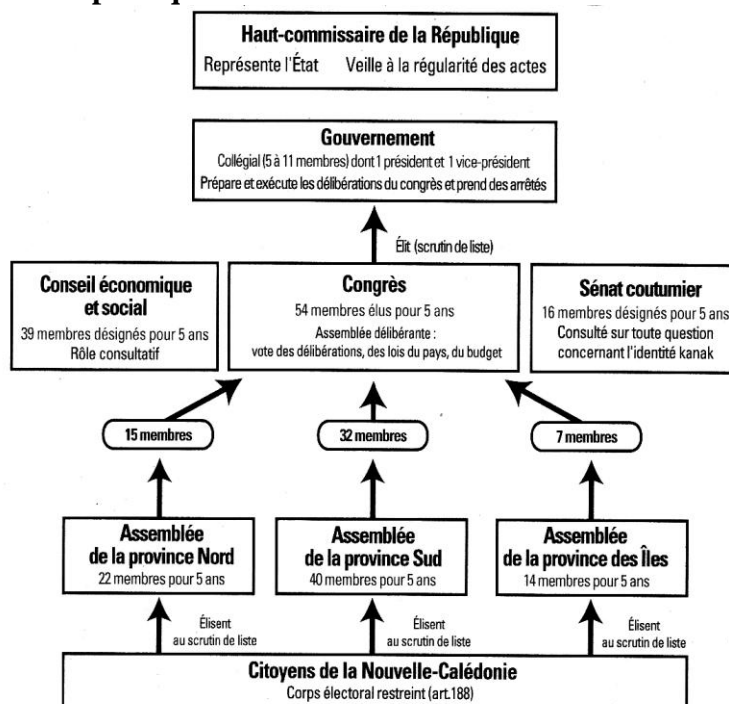 Haut-commissaire de la République
Représente l'État Veille à la régularité des actes
Gouvernement
Collégial (5 à 11 membres) dont 1 président et 1 vice-président
Prépare et exécute les délibérations du congrès et prend des arrêtés
Élit (scrutin de liste)
Conseil économique
et social
39 membres désignés pour 5 ans
Rôle consultatif
Congrès
54 membres élus pour 5 ans
Assemblée délibérante :
vote des délibérations, des lois du pays, du budget
Sénat coutumier
16 membres désignés pour 5 ans
Consulté sur toute question
concernant l'identité kanak
15 membres
32 membres
7 membres
Assemblée
de la province Nord
22 membres pour 5 ans
Assemblée
de la province Sud
40 membres pour 5 ans
Assemblée
de la province des Îles
14 membres pour 5 ans
Élisent
au scrutin de liste
Élisent
au scrutin de liste
Élisent
au scrutin de liste
Citoyens de la Nouvelle-Calédonie
Corps électoral restreint (art.188)